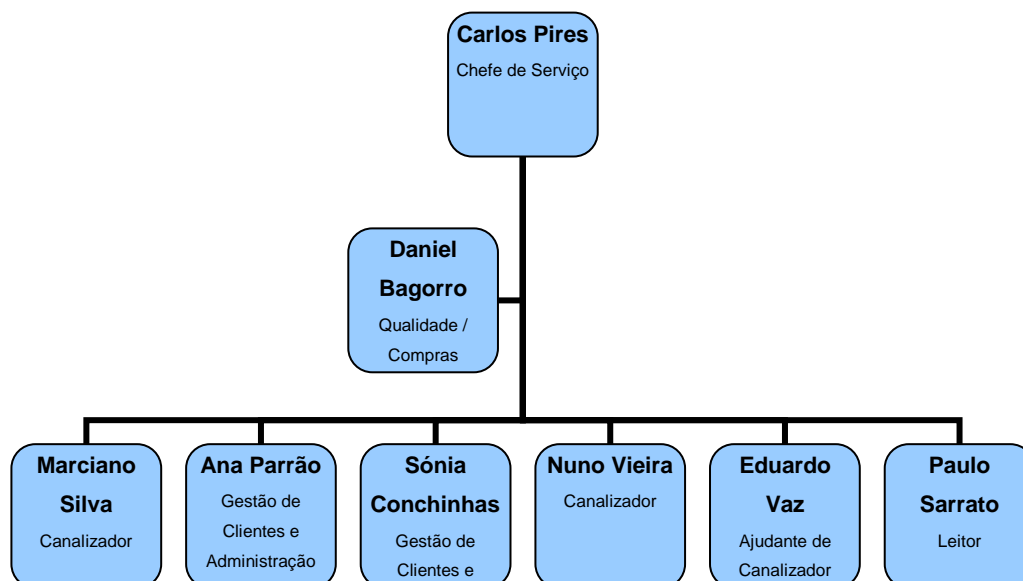 Carlos Pires
Chefe de Serviço
Daniel
Bagorro
Qualidade /
Compras
Marciano
Silva
Canalizador
Ana Parrão
Gestão de
Clientes e
Administração
Sónia
Conchinhas
Gestão de
Clientes e
Nuno Vieira
Canalizador
Eduardo
Vaz
Ajudante de
Canalizador
Paulo
Sarrato
Leitor